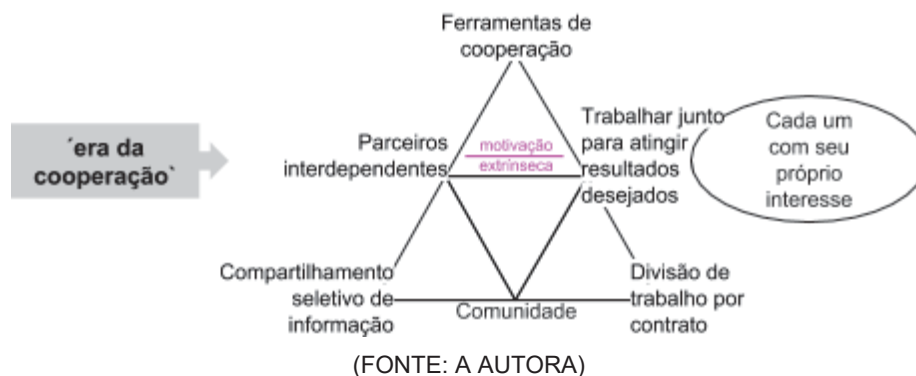 Ferramentas de
cooperação
´era da
cooperação`
Parceiros
interdependentes
motivação
extrínseca
Trabalhar junto
para atingir
resultados
desejados
Cada um
com seu
próprio
interesse
Compartilhamento
seletivo de
informação
Comunidade
Divisão de
trabalho por
contrato
(FONTE: A AUTORA)